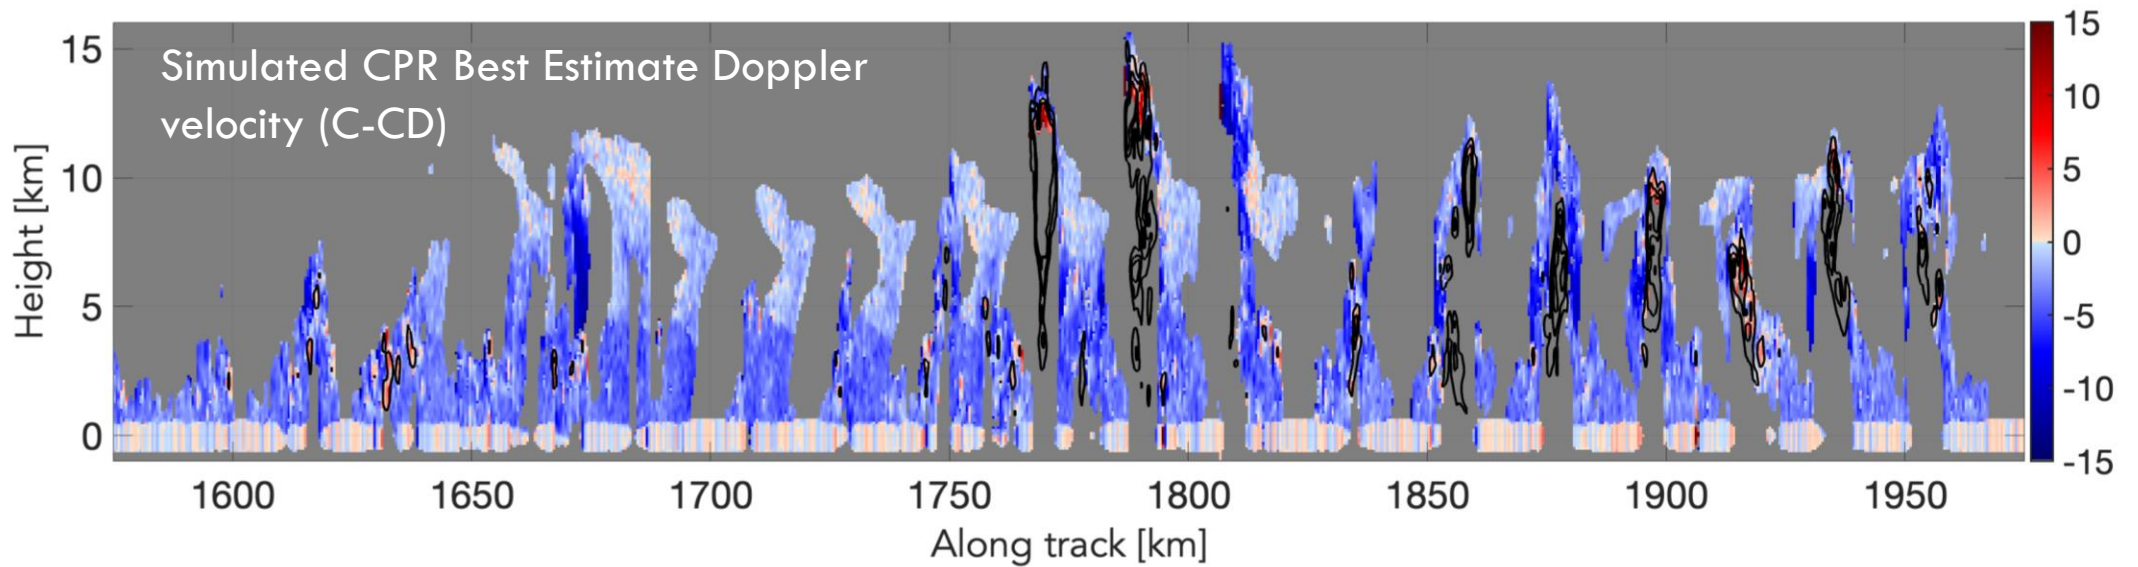 Simulated CPR Best Estimate Doppler
velocity (C-CD)
Height [km]
15
10
5
0
1600 1650 1700 1750 1800 1850 1900 1950
Along track [km]
15
10
5
0
-5
-10
-15